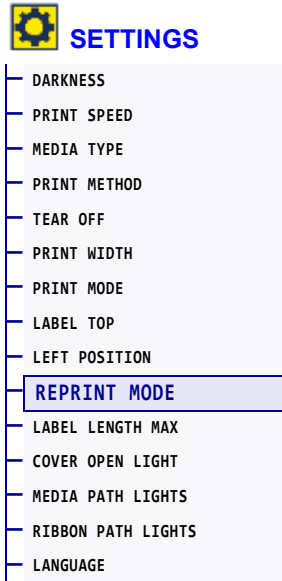 SETTINGS
DARKNESS
PRINT SPEED
MEDIA TYPE
PRINT METHOD
TEAR OFF
PRINT WIDTH
PRINT MODE
LABEL TOP
LEFT POSITION
REPRINT MODE
LABEL LENGTH MAX
COVER OPEN LIGHT
MEDIA PATH LIGHTS
RIBBON PATH LIGHTS
LANGUAGE